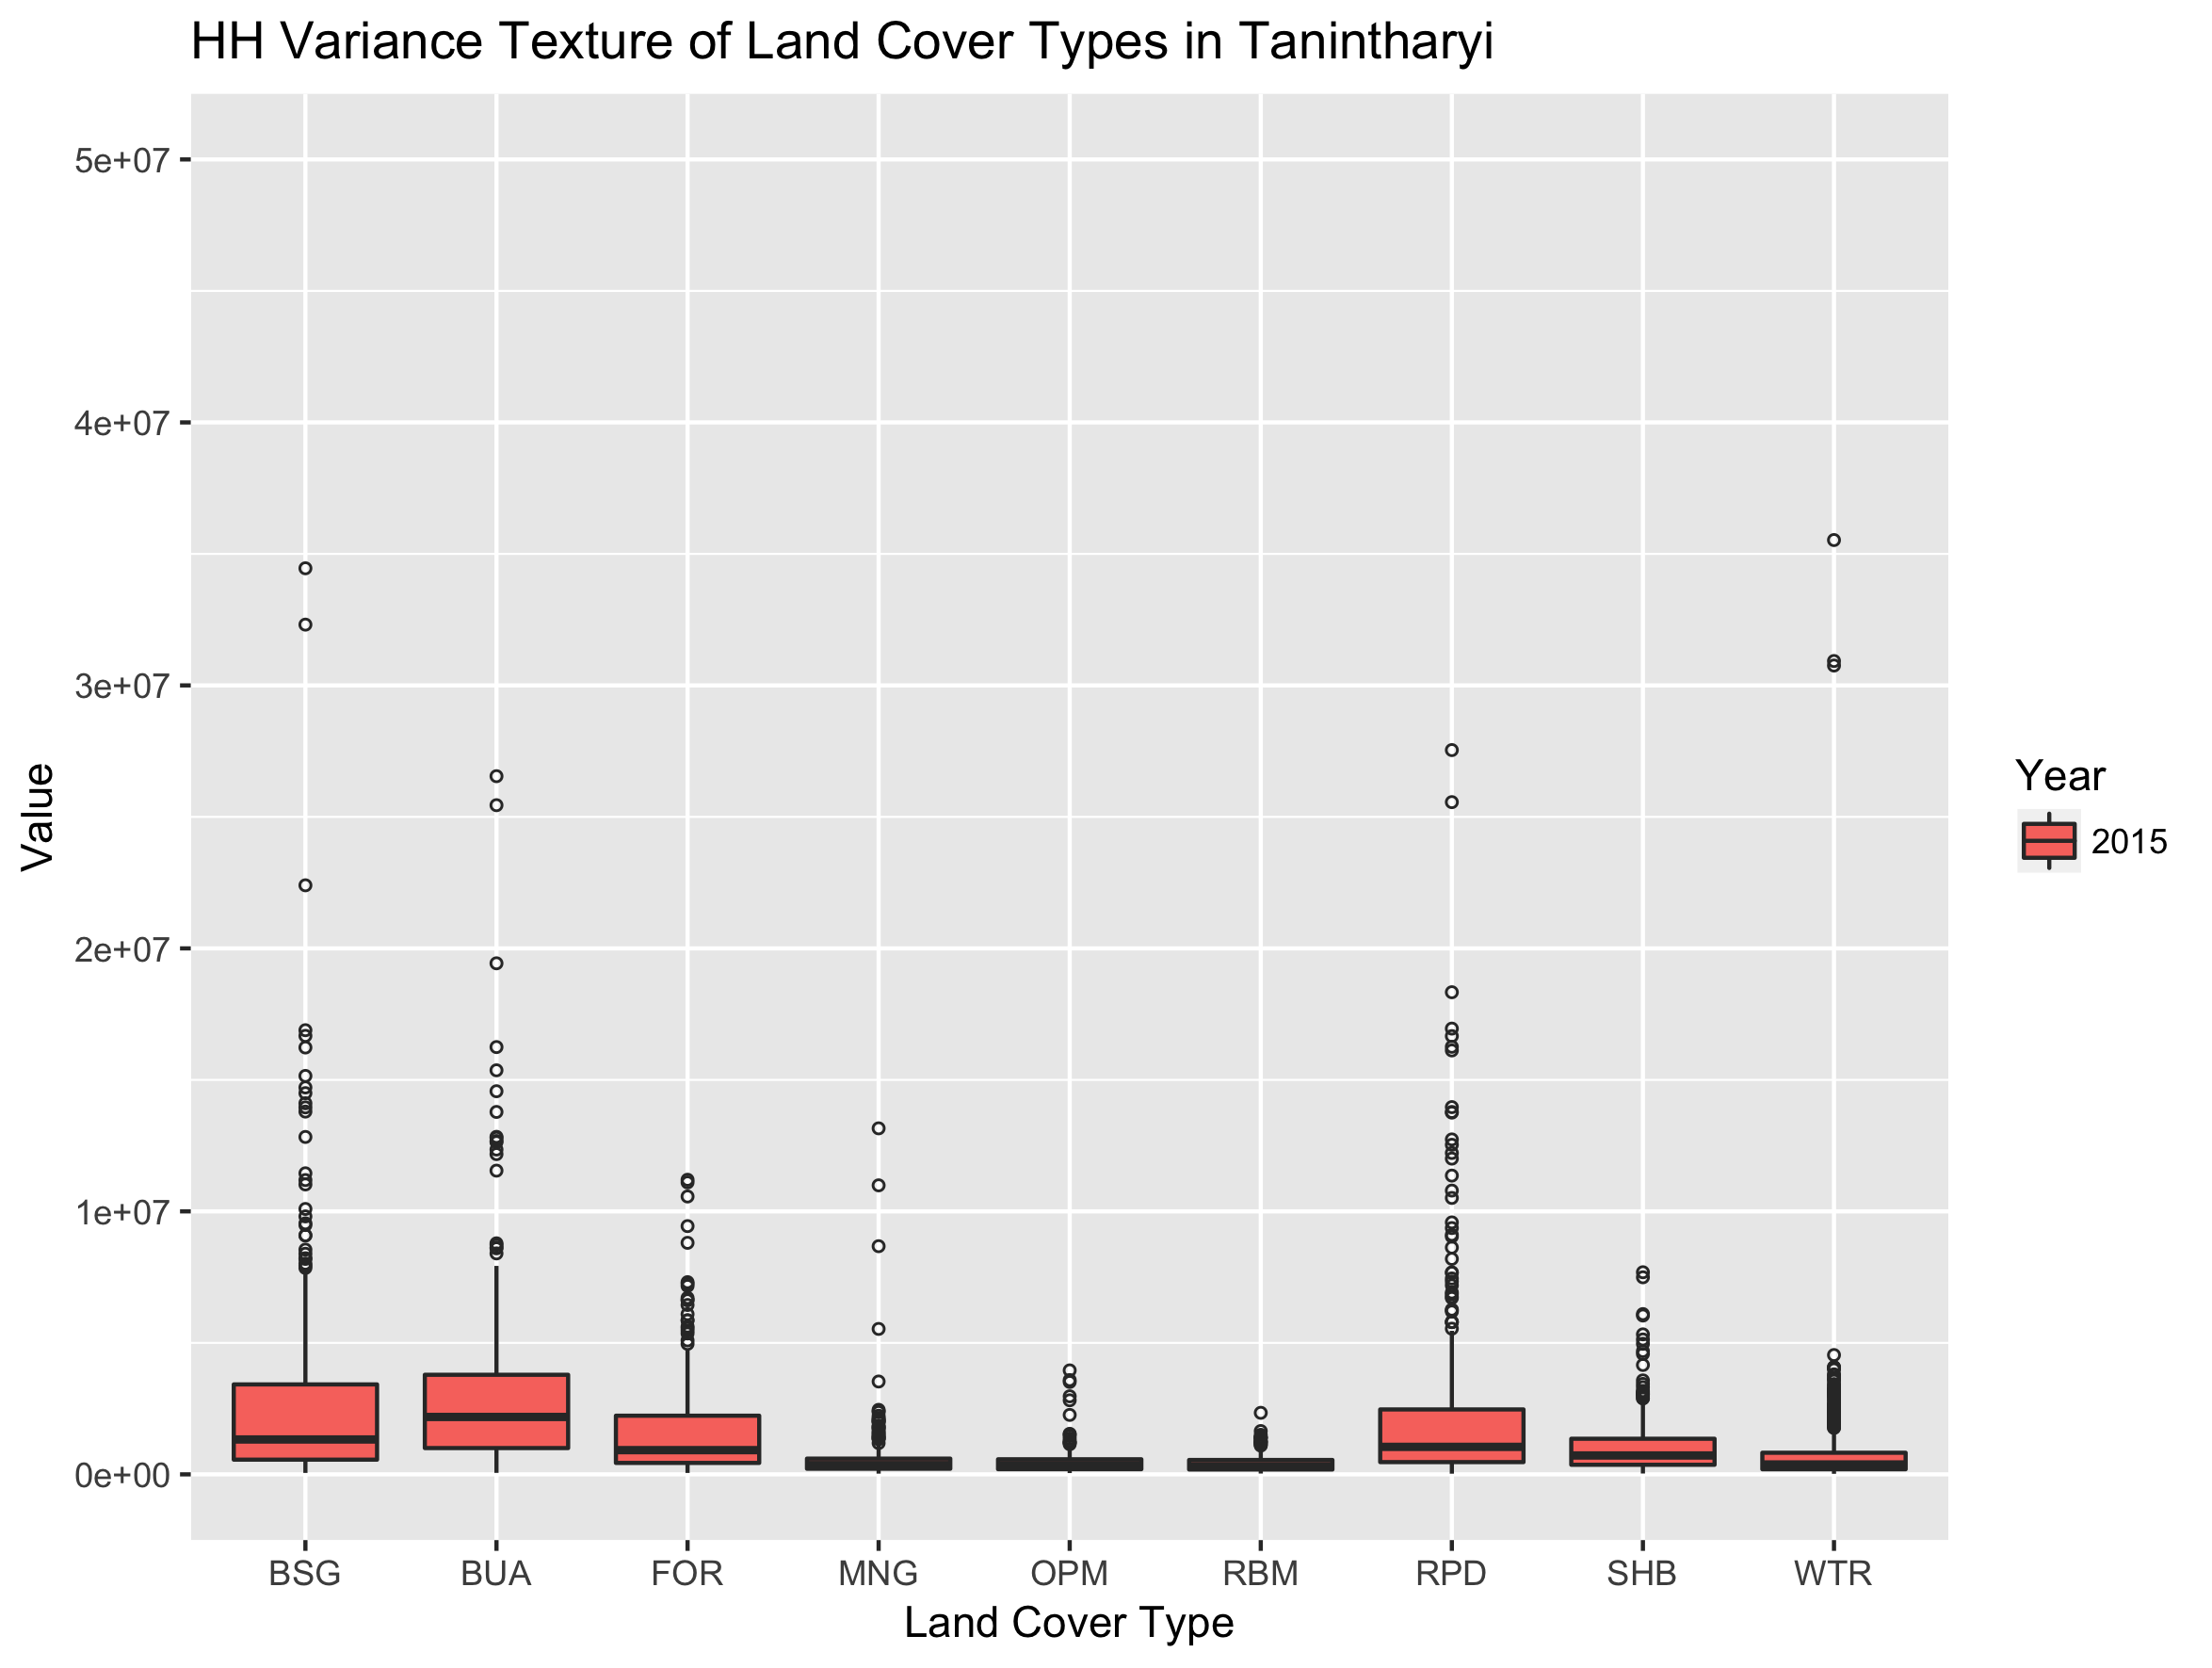 HH Variance Texture of Land Cover Types in Tanintharyi
5e+07
4e+07
3e+07
2e+07
1e+07
0e+00
Value
BSG BUA FOR MNG OPM RBM RPD SHB WTR
Land Cover Type
Year
2015